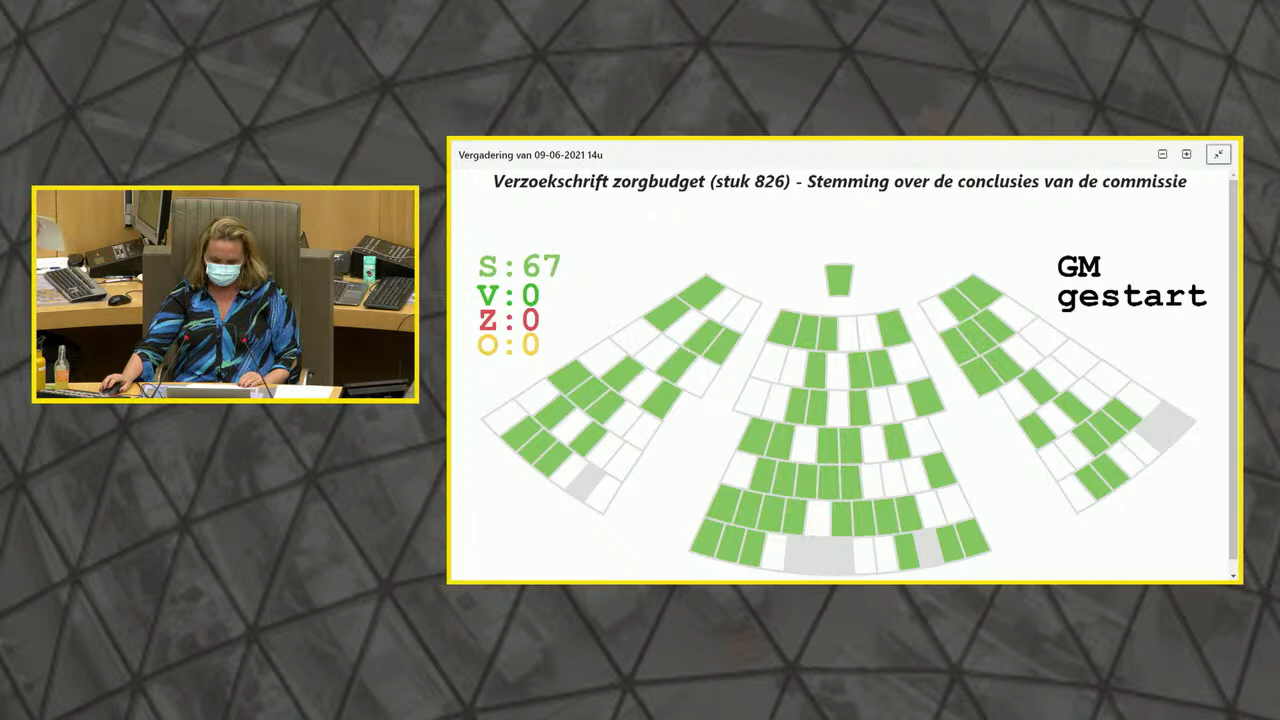 Vergadering van 09-06-2021 14u
Verzoekschrift zorgbudget (stuk 826) - Stemming over de conclusies van de commissie
S:67
V:0
Z:0
O:0
GM
gestart